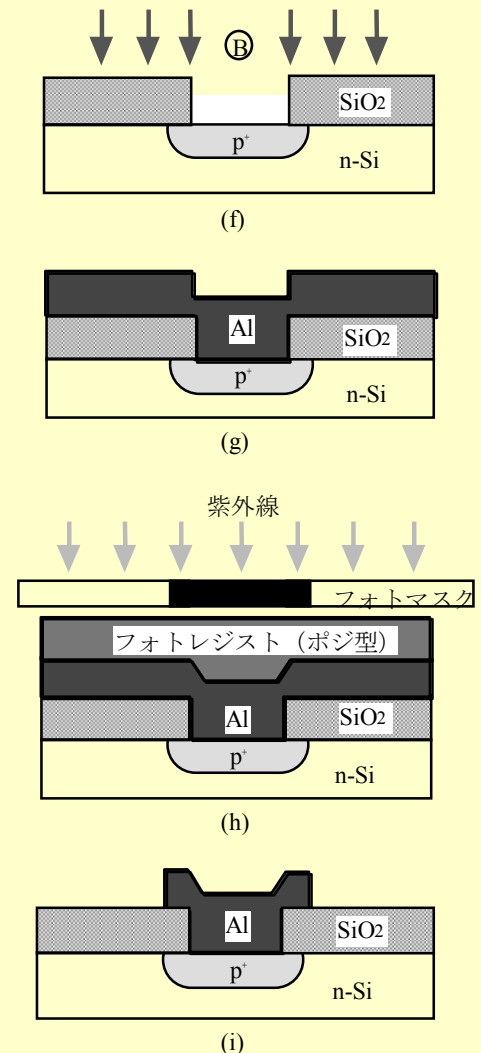 B
SiO2
p+
n-Si
(f)
Al
SiO2
p+
n-Si
(g)
紫外線
フォトマスク
フォトレジスト（ポジ型）
Al
SiO2
p+
n-Si
(h)
Al
SiO2
p+
n-Si
(i)